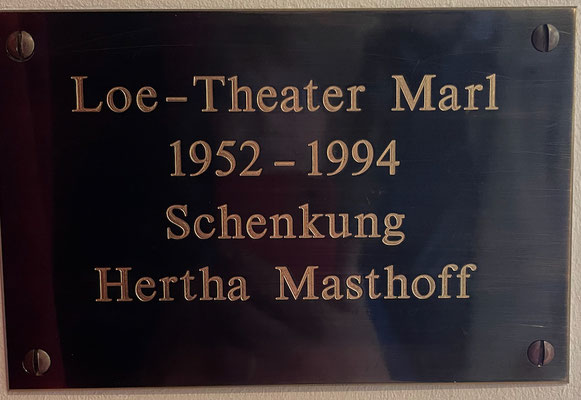 Loe-Theater Marl
1952-1994
Schenkung
Hertha Masthoff